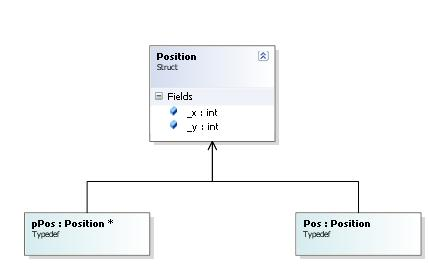 Position
Struct
Fields
_x : int
_y : int
pPos : Position *
Typedef
Pos : Position
Typedef